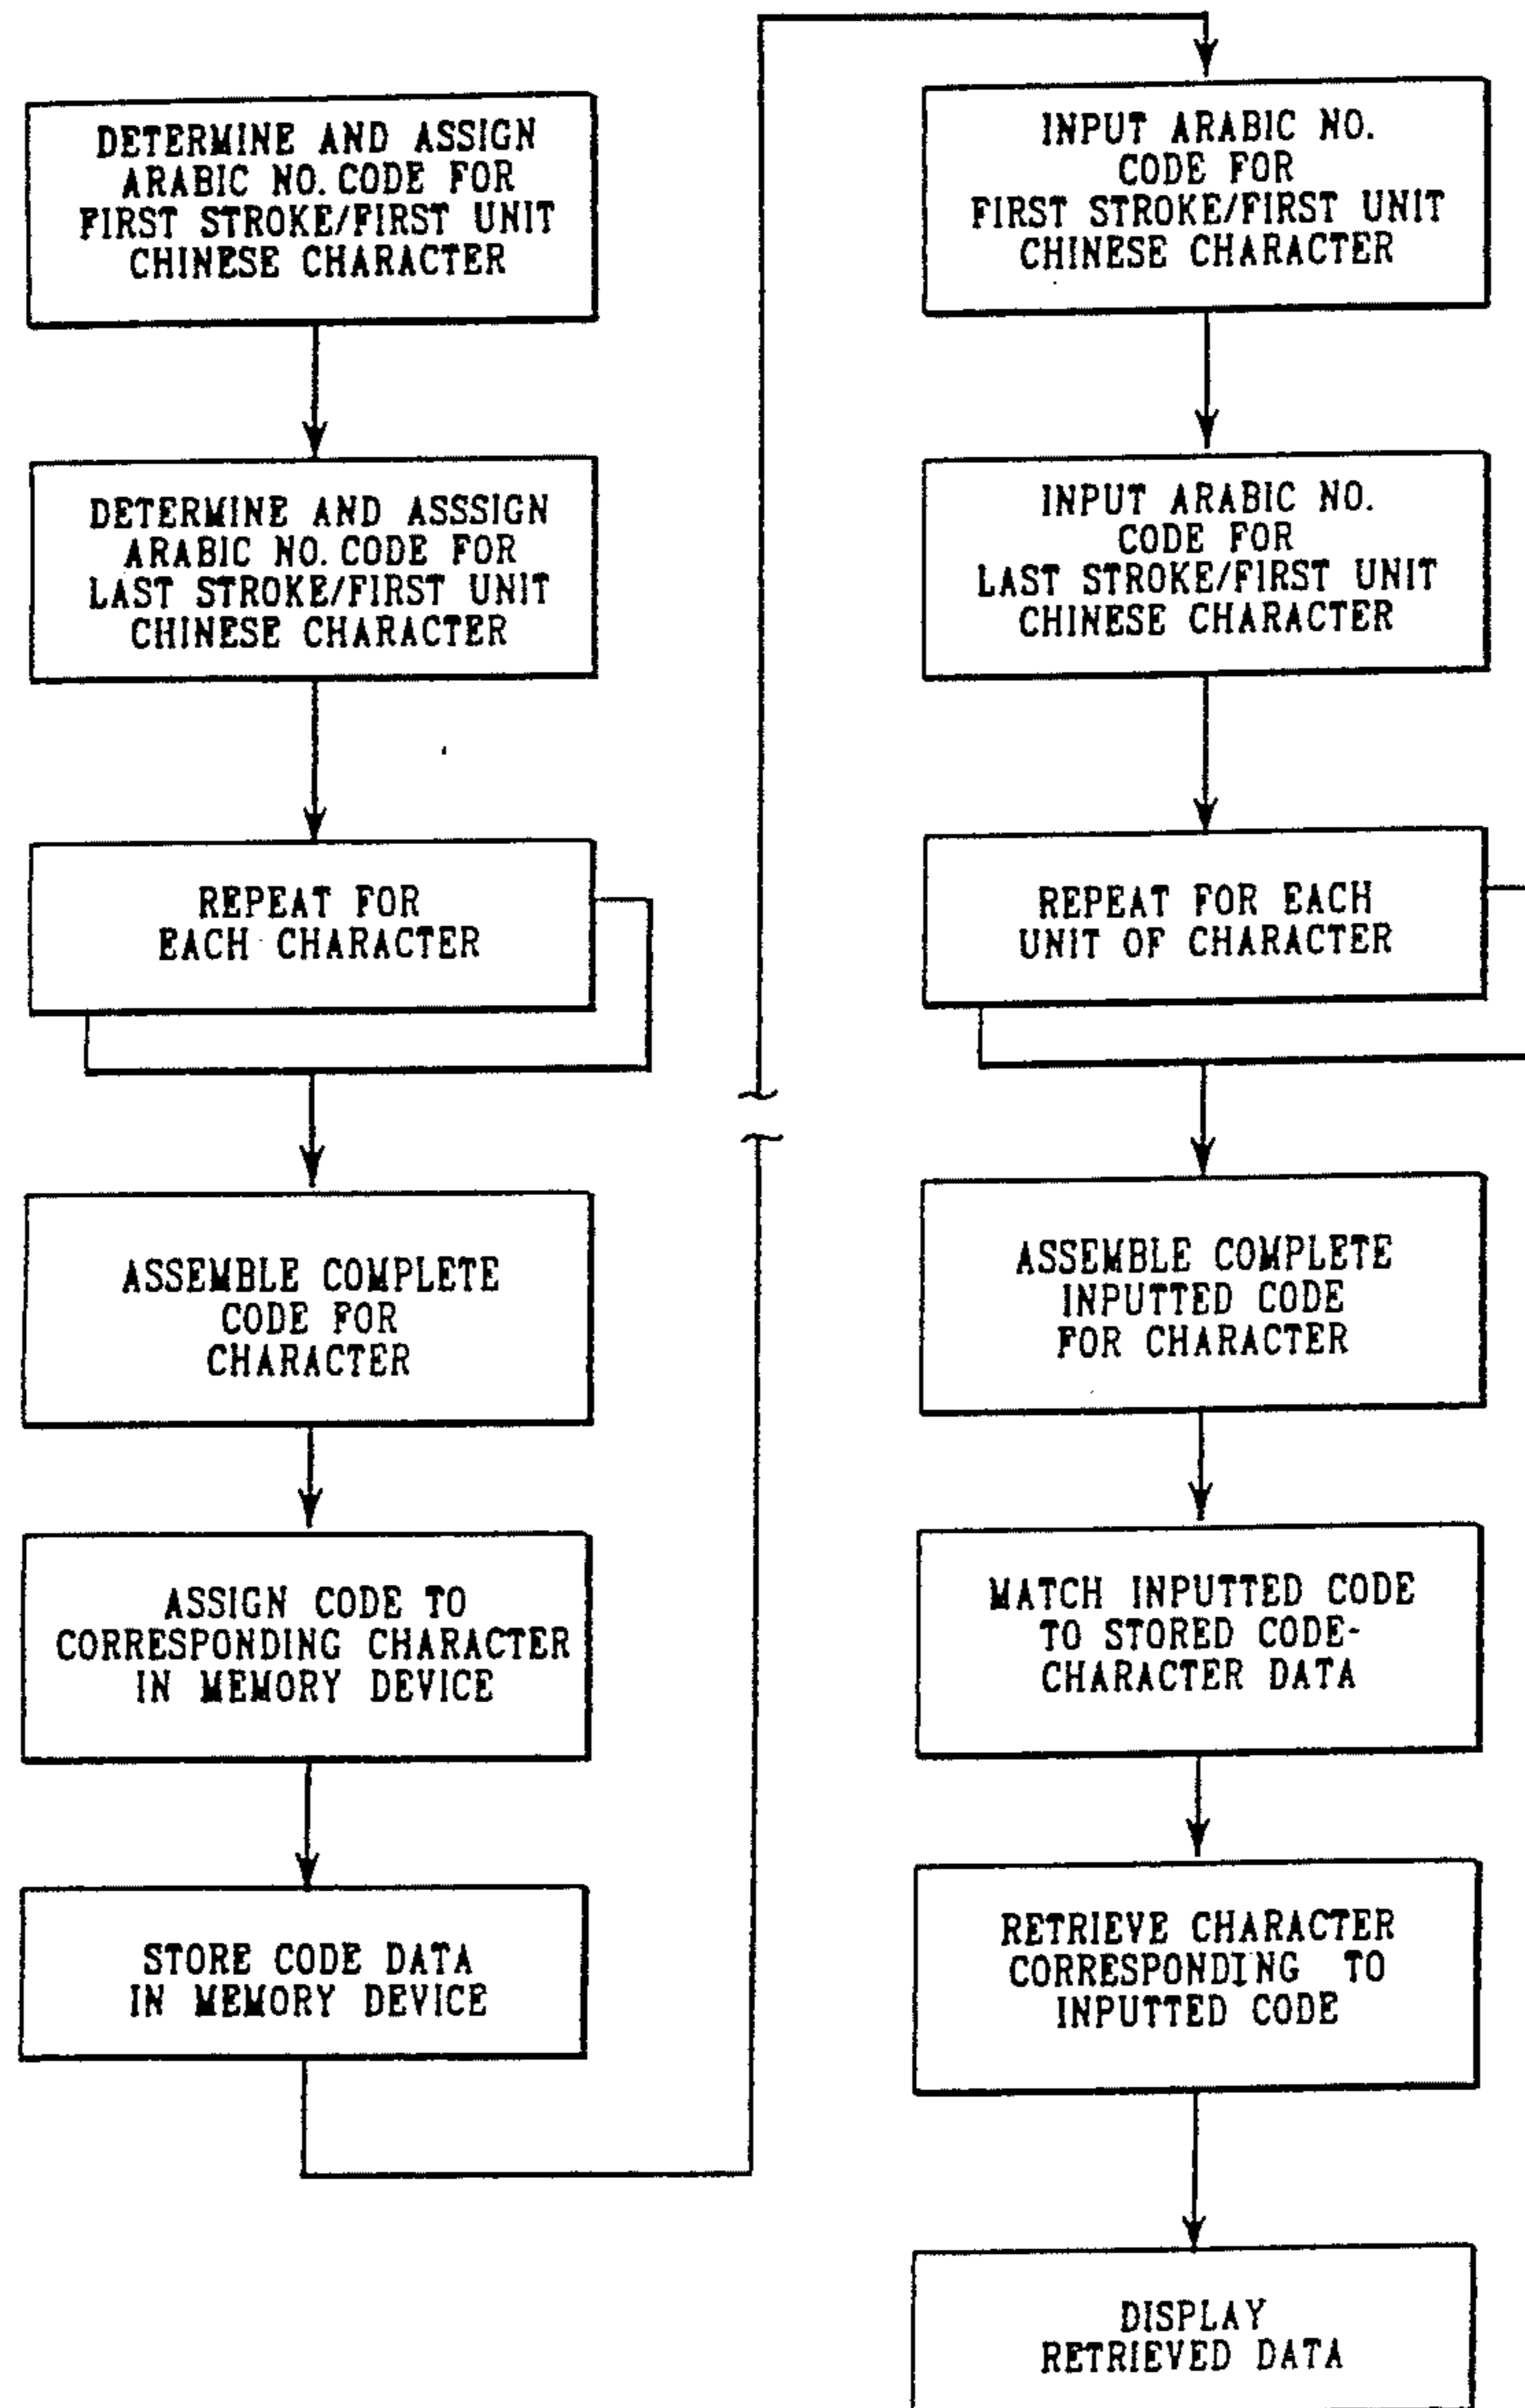 DETERMINE AND ASSIGN
ARABIC NO. CODE FOR
FIRST STROKE/FIRST UNIT
CHINESE CHARACTER
DETERMINE AND ASSSIGN
ARABIC NO. CODE FOR
LAST STROKE/FIRST UNIT
CHINESE CHARACTER
REPEAT FOR
EACH CHARACTER
ASSEMBLE COMPLETE
CODE FOR
CHARACTER
ASSIGN CODE TO
CORRESPONDING CHARACTER
IN MEMORY DEVICE
STORE CODE DATA
IN MEMORY DEVICE
INPUT ARABIC NO.
CODE FOR
FIRST STROKE/FIRST UNIT
CHINESE CHARACTER
INPUT ARABIC NO.
CODE FOR
LAST STROKE/FIRST UNIT
CHINESE CHARACTER
REPEAT FOR EACH
UNIT OF CHARACTER
ASSEMBLE COMPLETE
INPUTTED CODE
FOR CHARACTER
MATCH INPUTTED CODE
TO STORED CODE-
CHARACTER DATA
RETRIEVE CHARACTER
CORRESPONDING TO
INPUTTED CODE
DISPLAY
RETRIEVED DATA